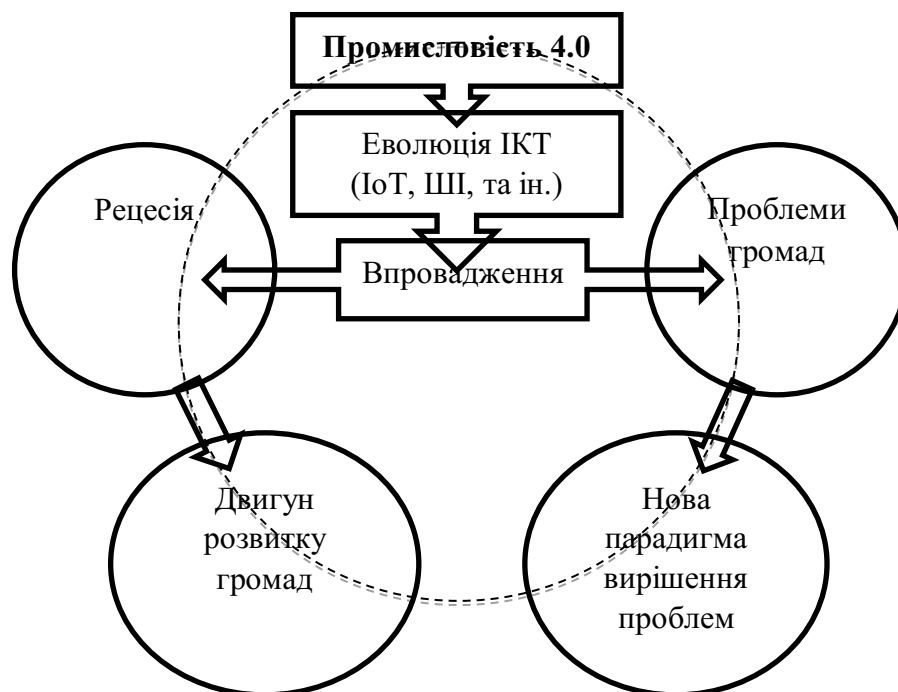 Промисловість 4.0
Еволюція ІКТ
(IoT, ШІ, та ін.)
Рецесія
Впровадження
Проблеми
громад
Двигун
розвитку
громад
Нова
парадигма
вирішення
проблем